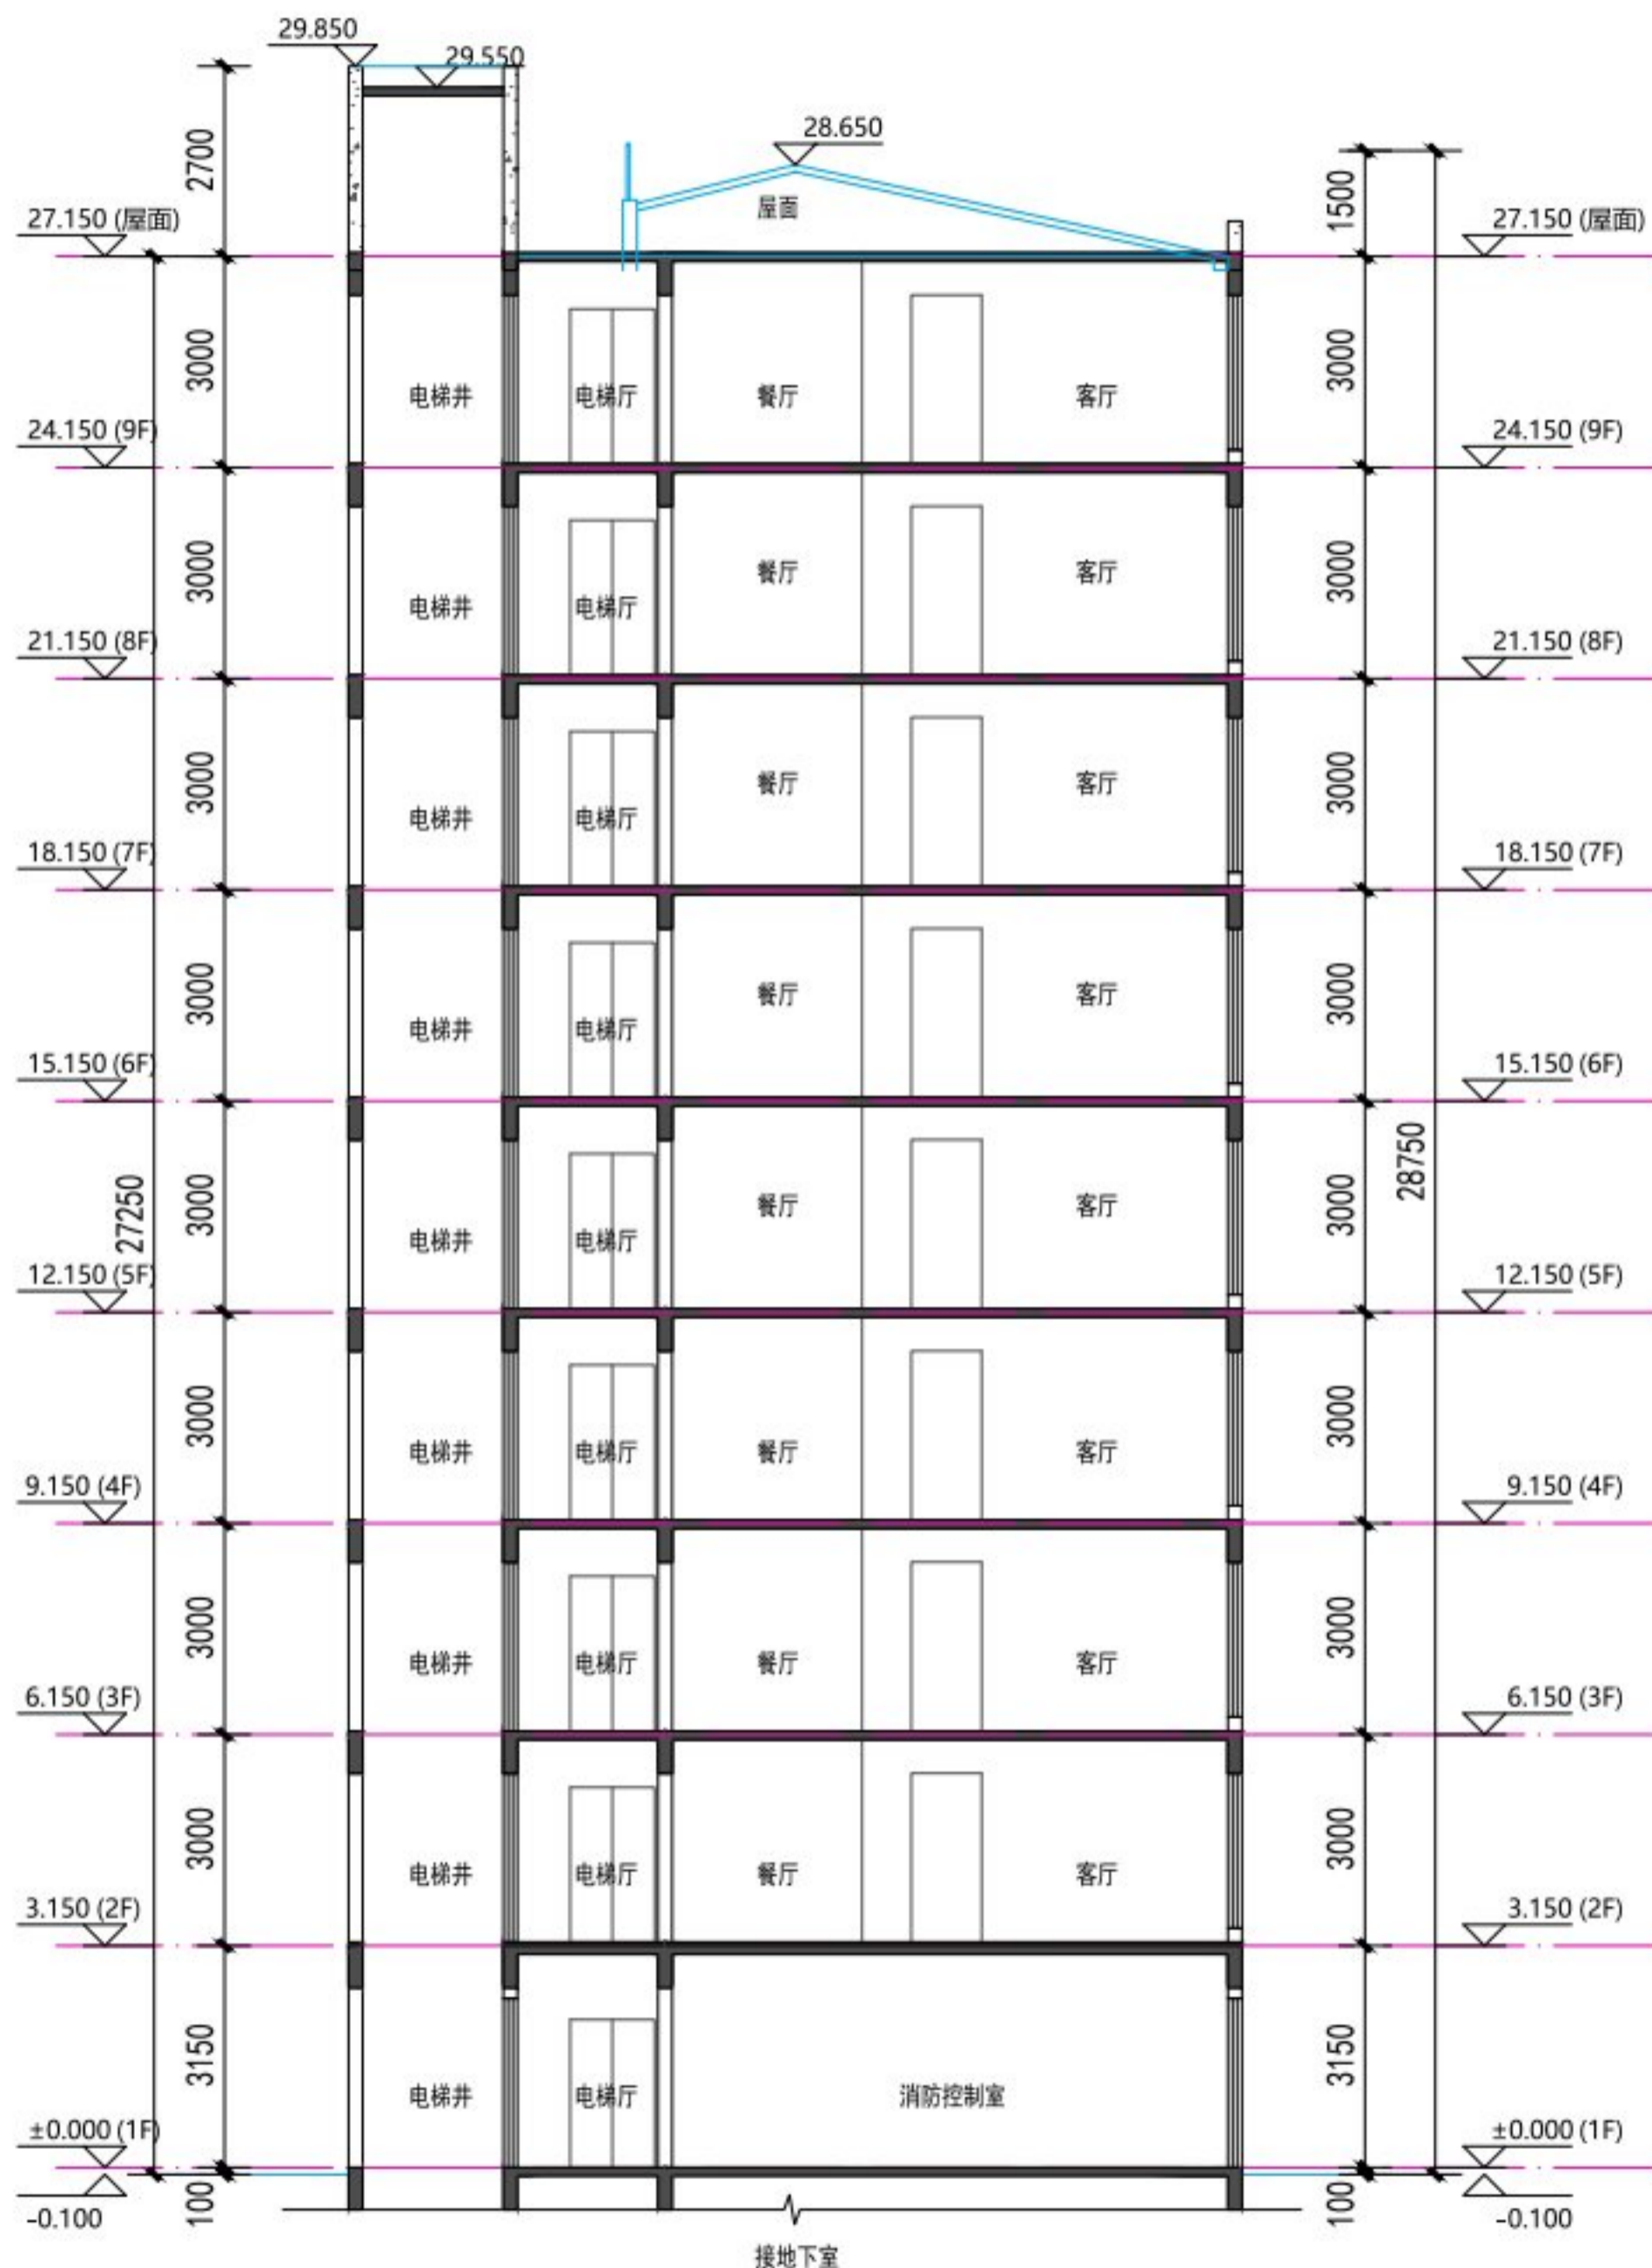 29.850
29.550
28.650
2700
1500
27.150 (屋面)
屋面
27.150 (屋面)
3000
电梯井
电梯厅
餐厅
客厅
3000
24.150 (9F)
24.150 (9F)
3000
电梯井
电梯厅
餐厅
客厅
3000
21.150 (8F)
21.150 (8F)
3000
电梯井
电梯厅
餐厅
客厅
3000
18.150 (7F)
18.150 (7F)
3000
电梯井
电梯厅
餐厅
客厅
3000
15.150 (6F)
15.150 (6F)
27250
3000
电梯井
电梯厅
餐厅
客厅
3000
28750
12.150 (5F)
12.150 (5F)
3000
电梯井
电梯厅
餐厅
客厅
3000
9.150 (4F)
9.150 (4F)
3000
电梯井
电梯厅
餐厅
客厅
3000
6.150 (3F)
6.150 (3F)
3000
电梯井
电梯厅
餐厅
客厅
3000
3.150 (2F)
3.150 (2F)
3150
电梯井
电梯厅
消防控制室
3150
±0.000 (1F)
±0.000 (1F)
-0.100
100
100
-0.100
接地下室